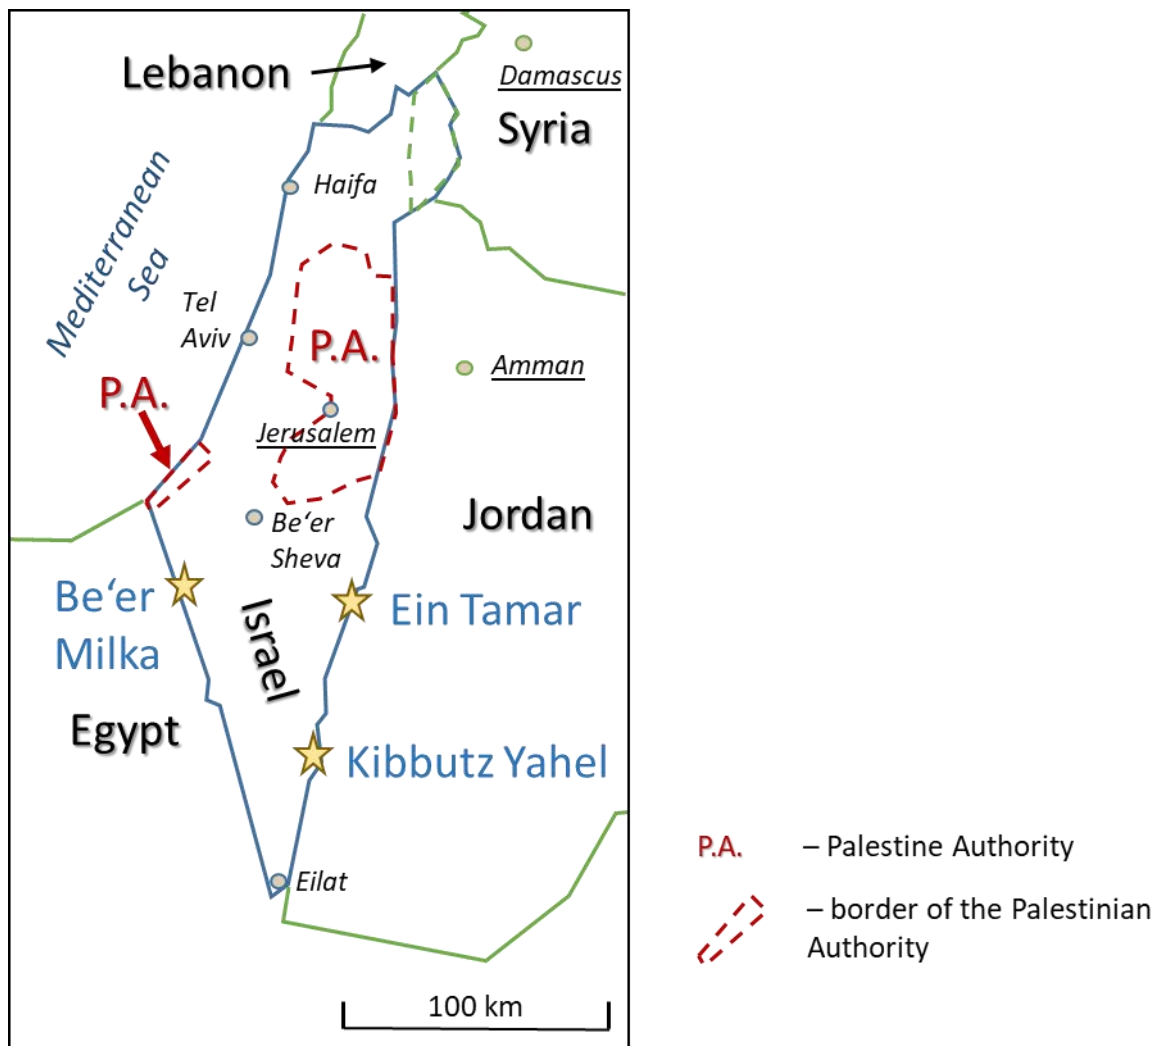 Lebanon
Damascus
Syria
Mediterranean
Sea
Haifa
Tel
Aviv
P.A.
Amman
P.A.
Jerusalem
Be‘er
Sheva
Jordan
Be‘er
Milka
Israel
Ein Tamar
Egypt
Kibbutz Yahel
Eilat
100 km
P.A. – Palestine Authority
– border of the Palestinian
Authority